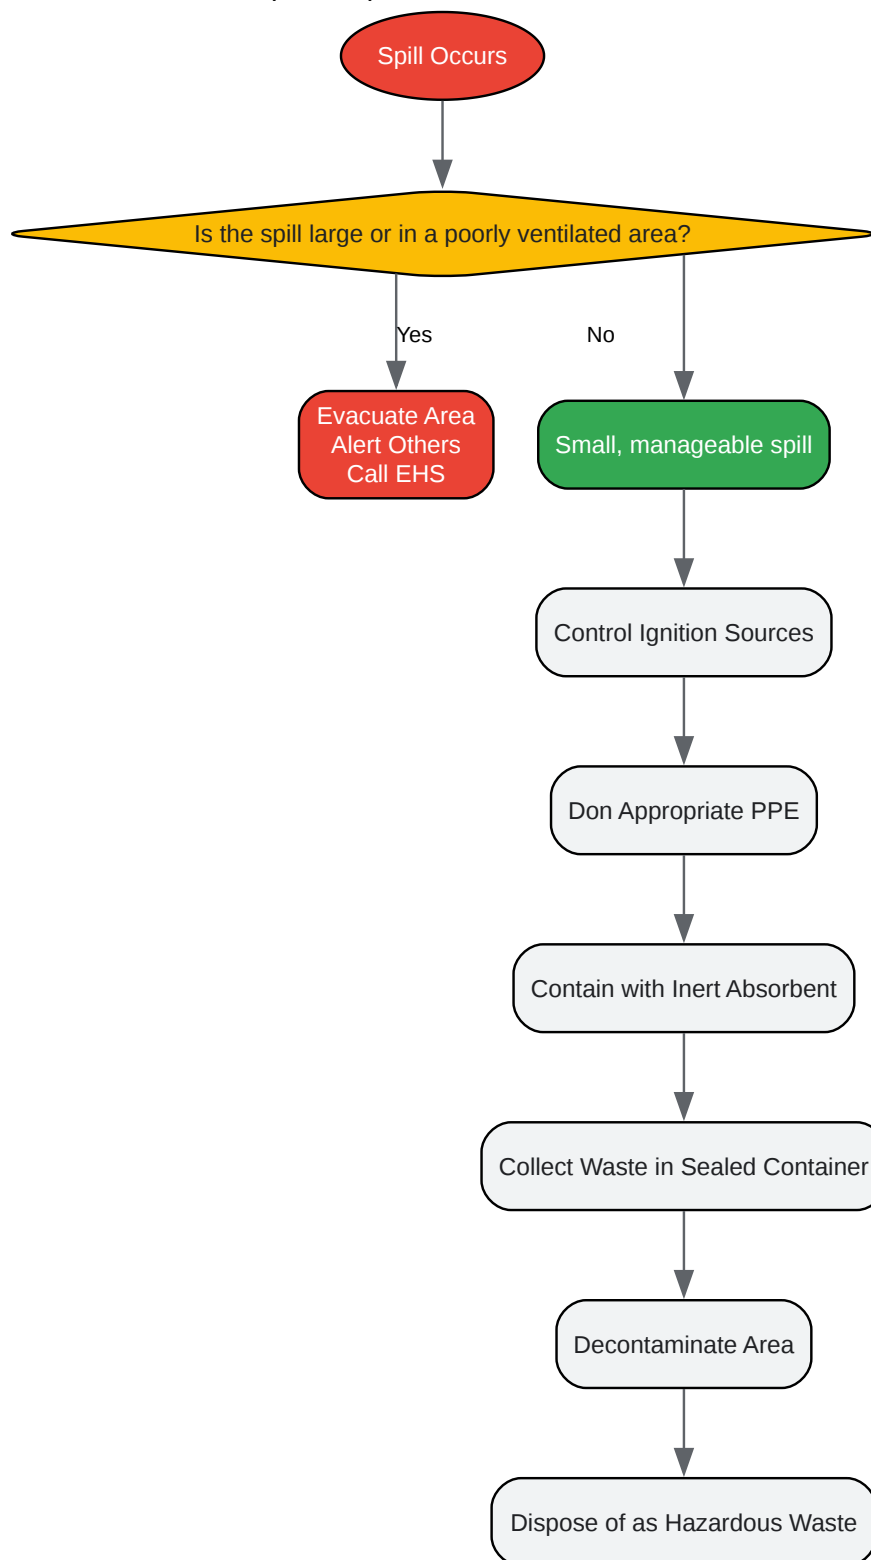 Spill Occurs
Is the spill large or in a poorly ventilated area?
Yes
No
Evacuate Area
Alert Others
Call EHS
Small, manageable spill
Control Ignition Sources
Don Appropriate PPE
Contain with Inert Absorbent
Collect Waste in Sealed Container
Decontaminate Area
Dispose of as Hazardous Waste